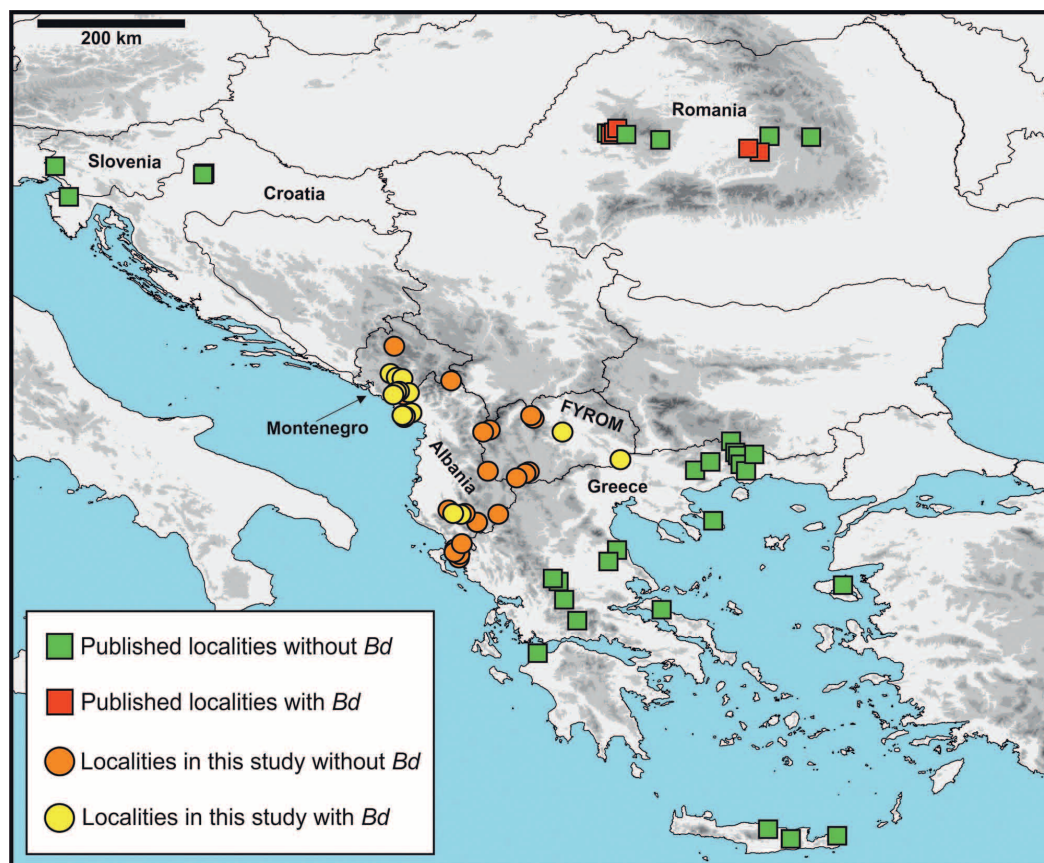 200 km
Romania
Slovenia
Croatia
FYROM
Montenegro
Albania
Greece
Published localities without Bd
Published localities with Bd
Localities in this study without Bd
Localities in this study with Bd